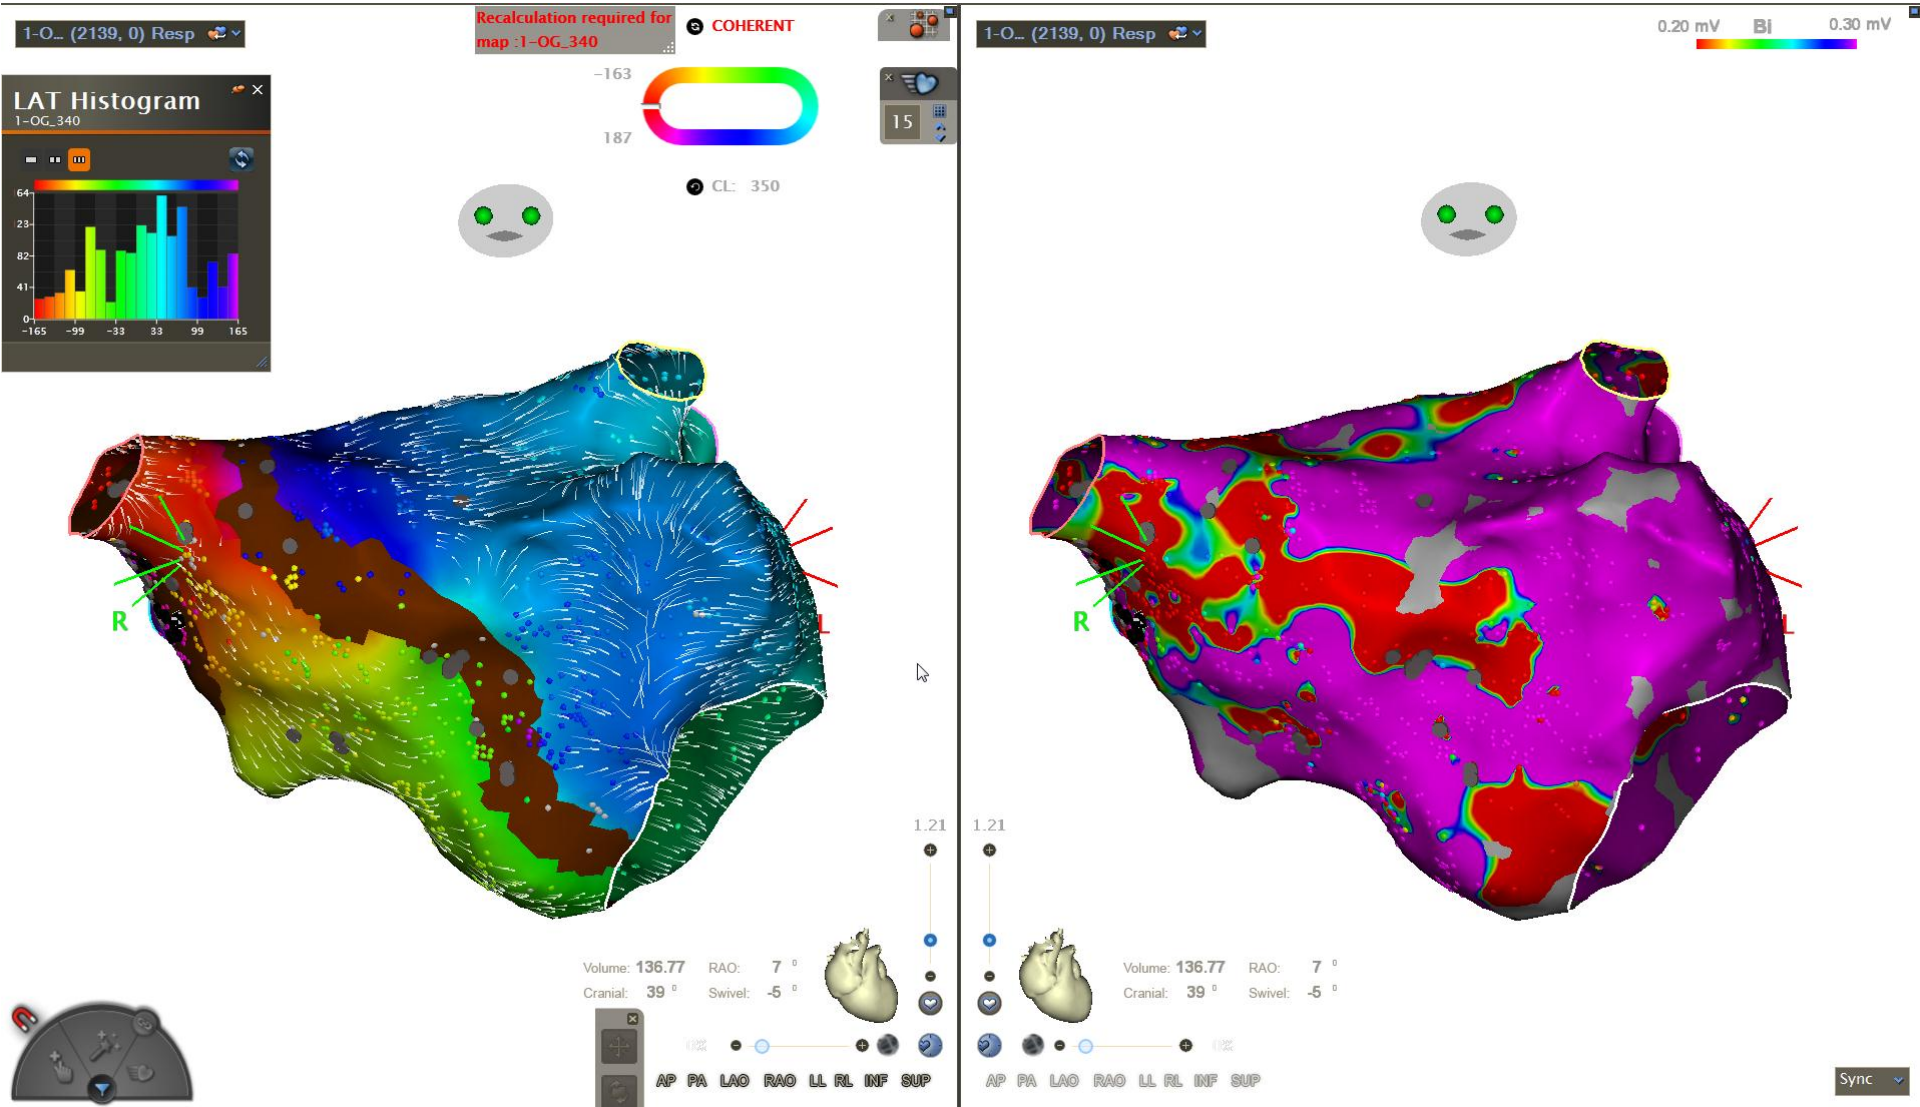 1-O... (2139, 0) Resp
Recalculation required for
map :1-OG_340
COHERENT
-163
187
CL: 350
15
LAT Histogram
1-OG_340
64
23
82
41
0
-165 -99 -33 33 99 165
R
L
1.21
Volume: 136.77 RAO: 7 °
Cranial: 39 ° Swivel: -5 °
AP PA LAO RAO LL RL INF SUP
1-O... (2139, 0) Resp
0.20 mV Bi 0.30 mV
R
L
1.21
Volume: 136.77 RAO: 7 °
Cranial: 39 ° Swivel: -5 °
AP PA LAO RAO LL RL INF SUP
Sync